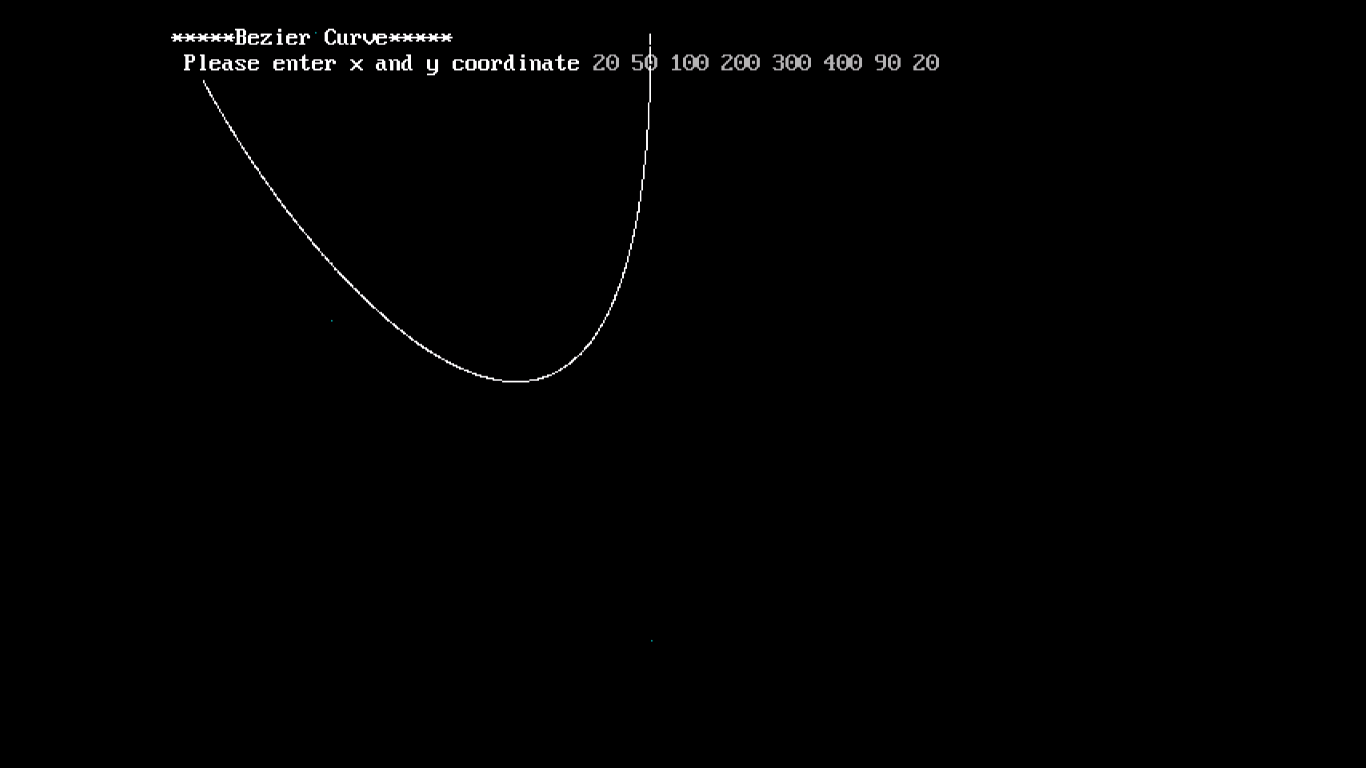 *****Bezier Curve*****
Please enter x and y coordinate 20 50 100 200 300 400 90 20